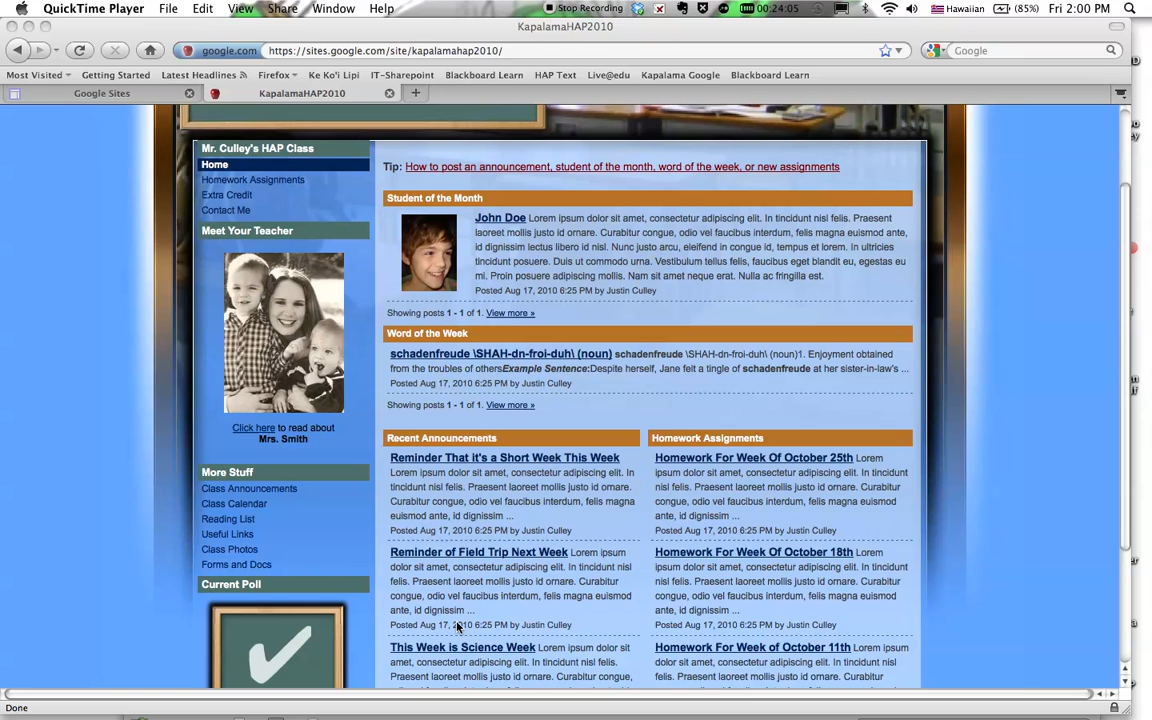 QuickTime Player File Edit View Share Window Help Stop Recording 00:24:05 Hawaiian (85%) Fri 2:00 PM
KapalamaHAP2010
google.com https://sites.google.com/site/kapalamahap2010/ Google
Most Visited Getting Started Latest Headlines Firefox Ke Ko'i Lipi IT-Sharepoint Blackboard Learn HAP Text Live@edu Kapalama Google Blackboard Learn
Google Sites KapalamaHAP2010
Mr. Culley's HAP Class
Home
Homework Assignments
Extra Credit
Contact Me
Meet Your Teacher
Click here to read about
Mrs. Smith
More Stuff
Class Announcements
Class Calendar
Reading List
Useful Links
Class Photos
Forms and Docs
Current Poll
Tip: How to post an announcement, student of the month, word of the week, or new assignments
Student of the Month
John Doe Lorem ipsum dolor sit amet, consectetur adipiscing elit. In tincidunt nisl felis. Praesent
laoreet mollis justo id ornare. Curabitur congue, odio vel faucibus interdum, felis magna euismod ante,
id dignissim lectus libero id nisl. Nunc justo arcu, eleifend in congue id, tempus et lorem. In ultricies
tincidunt purus. Duis ut commodo urna. Vestibulum tellus felis, faucibus eget blandit eu, egestas eu
mi. Proin posuere adipiscing mollis. Nam sit amet neque erat. Nulla ac fringilla est.
Posted Aug 17, 2010 6:25 PM by Justin Culley
Showing posts 1 - 1 of 1. View more »
Word of the Week
schadenfreude \SHAH-dn-froi-duh\ (noun) schadenfreude \SHAH-dn-froi-duh\ (noun)1. Enjoyment obtained
from the troubles of othersExample Sentence:Despite herself, Jane felt a tingle of schadenfreude at her sister-in-law's ...
Posted Aug 17, 2010 6:25 PM by Justin Culley
Showing posts 1 - 1 of 1. View more »
Recent Announcements
Reminder That it's a Short Week This Week
Lorem ipsum dolor sit amet, consectetur adipiscing elit. In
tincidunt nisl felis. Praesent laoreet mollis justo id ornare.
Curabitur congue, odio vel faucibus interdum, felis magna
euismod ante, id dignissim ...
Posted Aug 17, 2010 6:25 PM by Justin Culley
Reminder of Field Trip Next Week Lorem ipsum
dolor sit amet, consectetur adipiscing elit. In tincidunt nisl
felis. Praesent laoreet mollis justo id ornare. Curabitur
congue, odio vel faucibus interdum, felis magna euismod
ante, id dignissim ...
Posted Aug 17, 2010 6:25 PM by Justin Culley
This Week is Science Week Lorem ipsum dolor sit
amet, consectetur adipiscing elit. In tincidunt nisl felis.
Praesent laoreet mollis justo id ornare. Curabitur congue,
Homework Assignments
Homework For Week Of October 25th Lorem
ipsum dolor sit amet, consectetur adipiscing elit. In
tincidunt nisl felis. Praesent laoreet mollis justo id ornare.
Curabitur congue, odio vel faucibus interdum, felis magna
euismod ante, id dignissim ...
Posted Aug 17, 2010 6:25 PM by Justin Culley
Homework For Week Of October 18th Lorem
ipsum dolor sit amet, consectetur adipiscing elit. In
tincidunt nisl felis. Praesent laoreet mollis justo id ornare.
Curabitur congue, odio vel faucibus interdum, felis magna
euismod ante, id dignissim ...
Posted Aug 17, 2010 6:25 PM by Justin Culley
Homework For Week of October 11th Lorem
ipsum dolor sit amet, consectetur adipiscing elit. In
Done